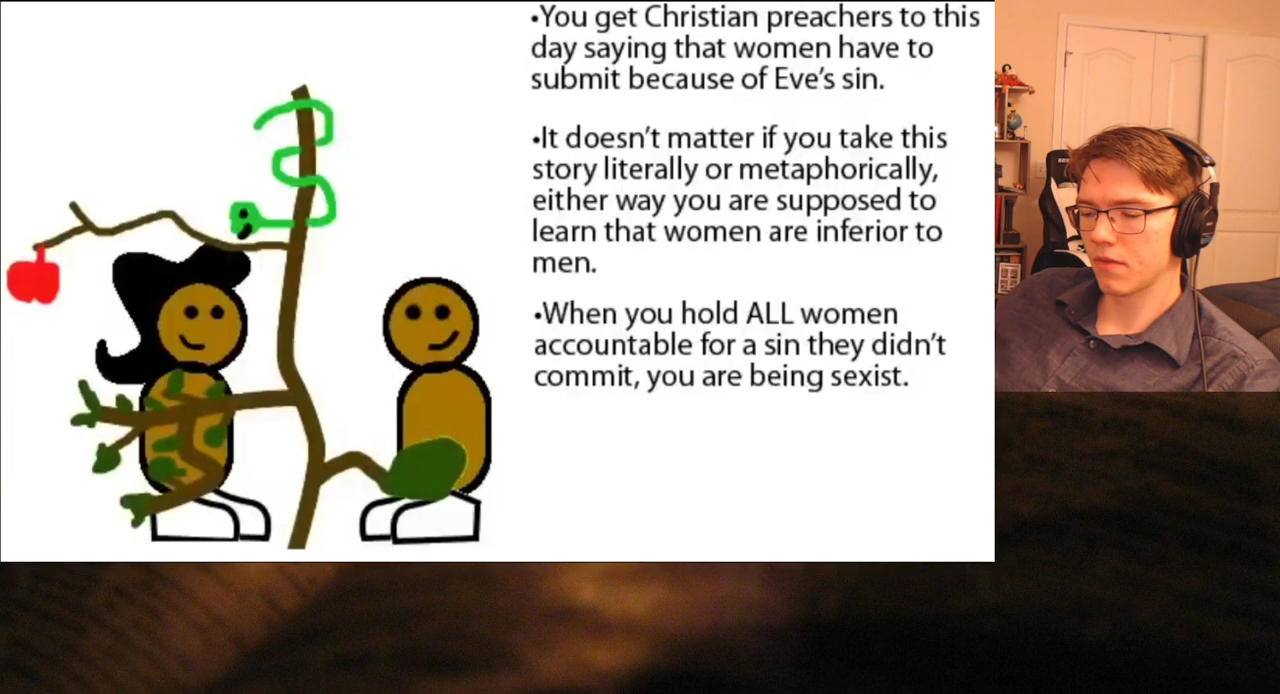 •You get Christian preachers to this
day saying that women have to
submit because of Eve's sin.
•It doesn't matter if you take this
story literally or metaphorically,
either way you are supposed to
learn that women are inferior to
men.
•When you hold ALL women
accountable for a sin they didn't
commit, you are being sexist.